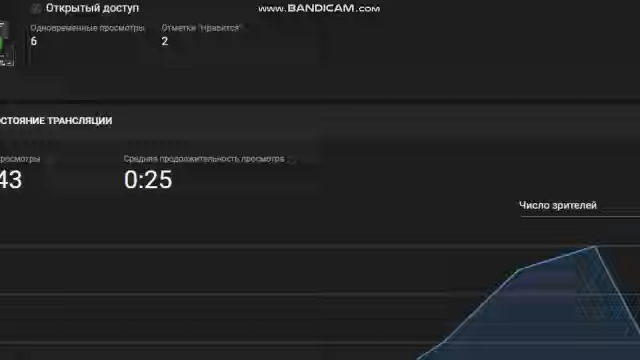 Открытый доступ
www.BANDICAM.com
Одновременные просмотры
Отметки "Нравится"
6
2
СТОЯНИЕ ТРАНСЛЯЦИИ
росмотры
Средняя продолжительность просмотра
43
0:25
Число зрителей